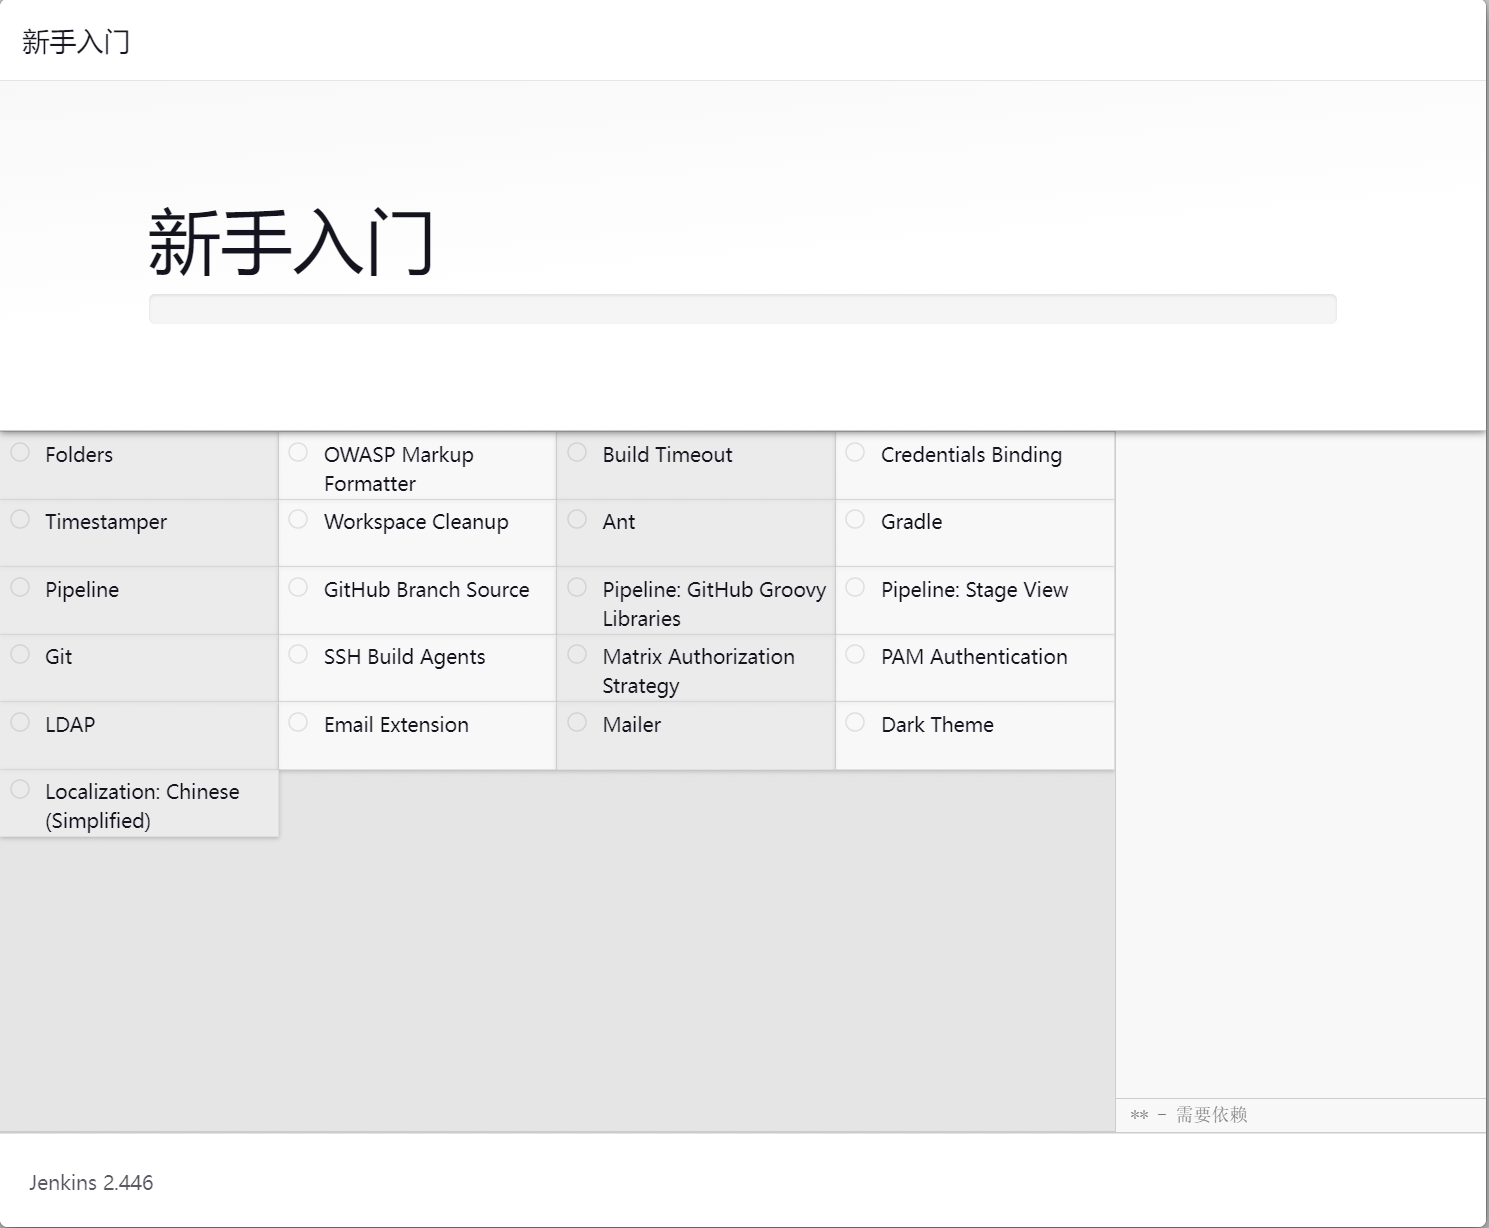 新手入门
新手入门
Folders
OWASP Markup
Formatter
Build Timeout
Credentials Binding
Timestamper
Workspace Cleanup
Ant
Gradle
Pipeline
GitHub Branch Source
Pipeline: GitHub Groovy
Libraries
Pipeline: Stage View
Git
SSH Build Agents
Matrix Authorization
Strategy
PAM Authentication
LDAP
Email Extension
Mailer
Dark Theme
Localization: Chinese
(Simplified)
** - 需要依赖
Jenkins 2.446